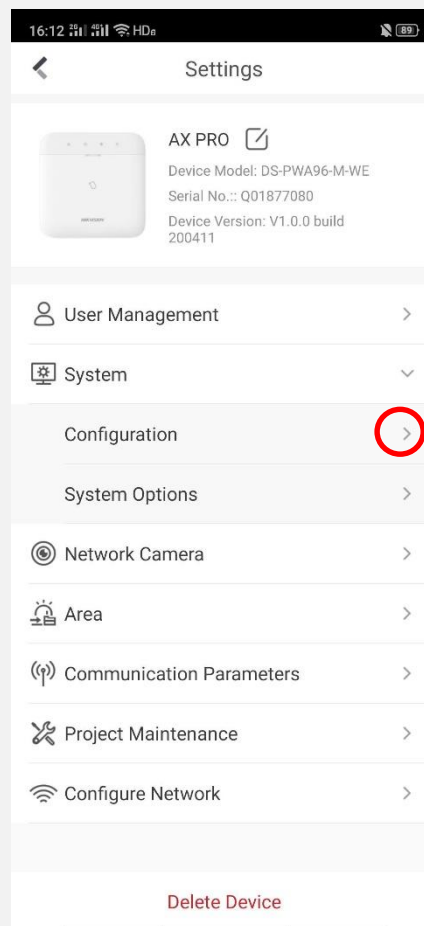 16:12 HD
89
Settings
AX PRO
Device Model: DS-PWA96-M-WE
Serial No.:: Q01877080
Device Version: V1.0.0 build
200411
HIKVISION
User Management
System
Configuration
System Options
Network Camera
Area
Communication Parameters
Project Maintenance
Configure Network
Delete Device